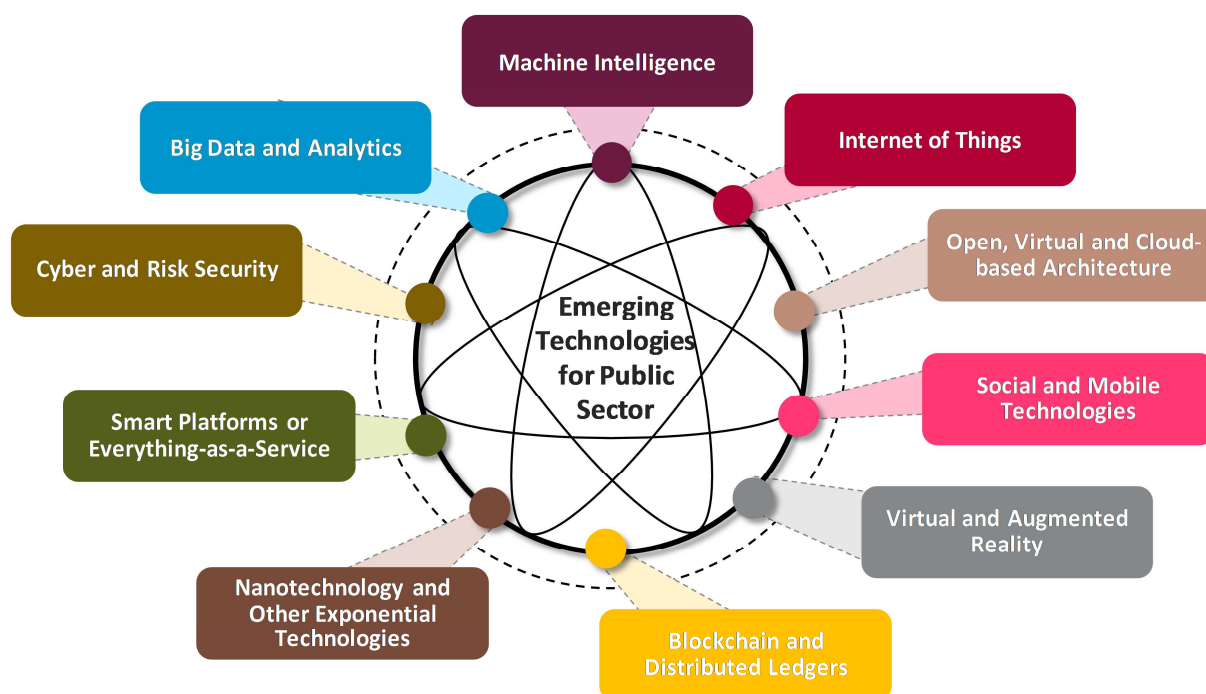 Machine Intelligence
Big Data and Analytics
Internet of Things
Cyber and Risk Security
Open, Virtual and Cloud-
based Architecture
Emerging
Technologies
for Public
Sector
Smart Platforms or
Everything-as-a-Service
Social and Mobile
Technologies
Virtual and Augmented
Reality
Nanotechnology and
Other Exponential
Technologies
Blockchain and
Distributed Ledgers